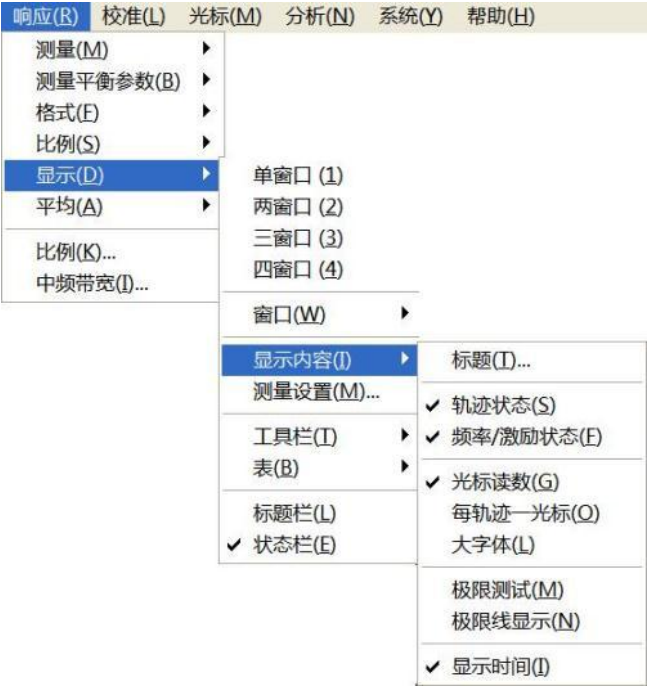 响应(R) 校准(L) 光标(M) 分析(N) 系统(Y) 帮助(H)
测量(M)
测量平衡参数(B)
格式(F)
比例(S)
显示(D)
平均(A)
比例(K)...
中频带宽(I)...
单窗口 (1)
两窗口 (2)
三窗口 (3)
四窗口 (4)
窗口(W)
显示内容(I)
测量设置(M)...
工具栏(T)
表(B)
标题栏(L)
状态栏(E)
标题(T)...
轨迹状态(S)
频率/激励状态(F)
光标读数(G)
每轨迹一光标(O)
大字体(L)
极限测试(M)
极限线显示(N)
显示时间(I)